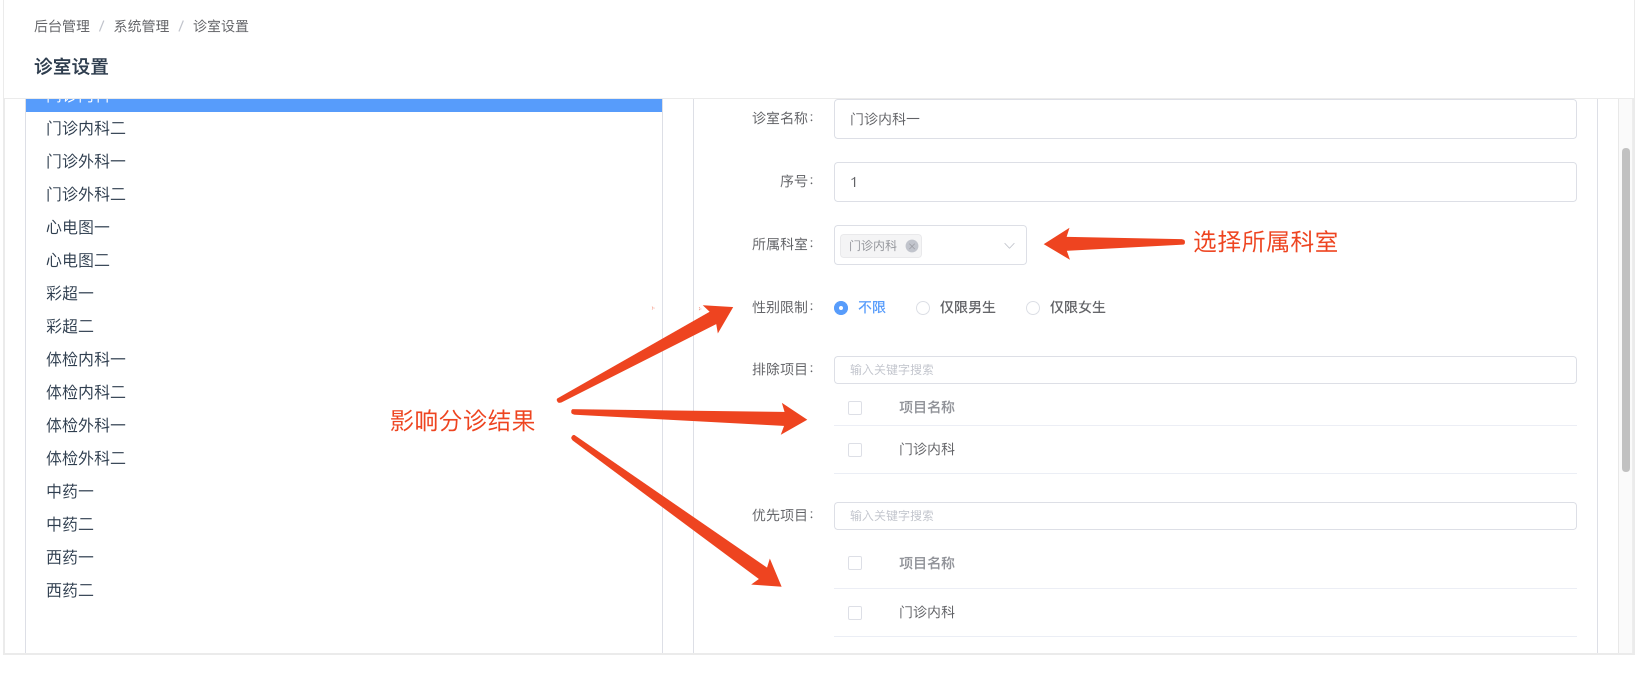 后台管理 / 系统管理 / 诊室设置
诊室设置
门诊内科二
门诊外科一
门诊外科二
心电图一
心电图二
彩超一
彩超二
体检内科一
体检内科二
体检外科一
体检外科二
中药一
中药二
西药一
西药二
影响分诊结果
诊室名称: 门诊内科一
序号: 1
所属科室: 门诊内科
选择所属科室
性别限制: 不限 仅限男生 仅限女生
排除项目: 输入关键字搜索
项目名称
门诊内科
优先项目: 输入关键字搜索
项目名称
门诊内科